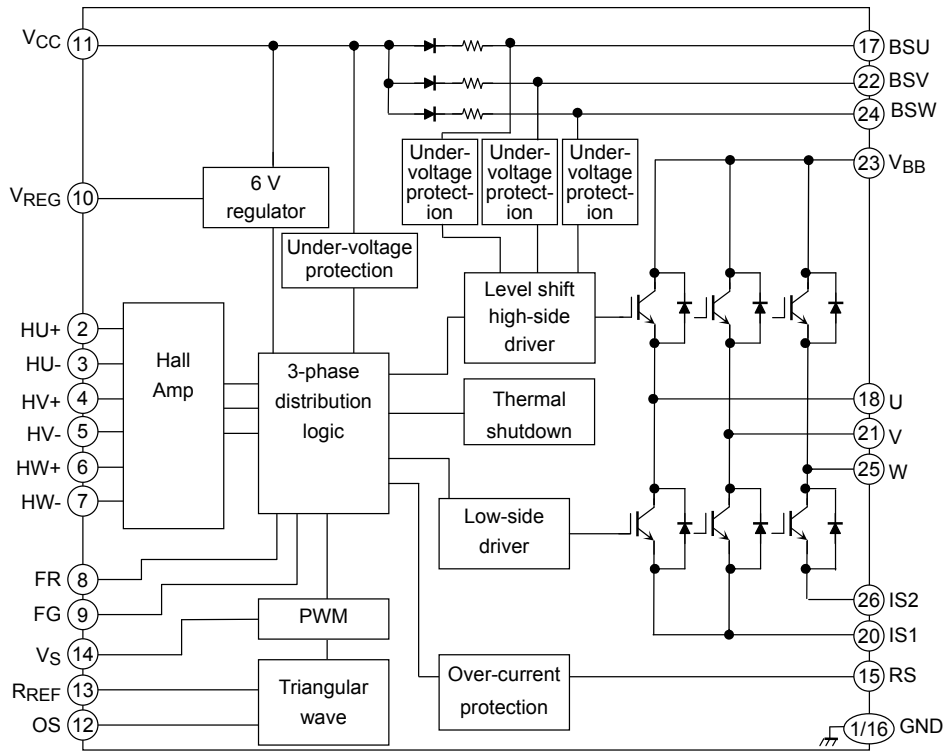 VCC 11
17 BSU
22 BSV
24 BSW
23 VBB
Under-
voltage
protect-
ion
Under-
voltage
protect-
ion
Under-
voltage
protect-
ion
VREG 10
6 V
regulator
Under-voltage
protection
Level shift
high-side
driver
HU+ 2
HU- 3
HV+ 4
HV- 5
HW+ 6
HW- 7
Hall
Amp
3-phase
distribution
logic
Thermal
shutdown
18 U
21 V
25 W
Low-side
driver
FR 8
FG 9
VS 14
RREF 13
OS 12
PWM
Triangular
wave
Over-current
protection
26 IS2
20 IS1
15 RS
1/16 GND